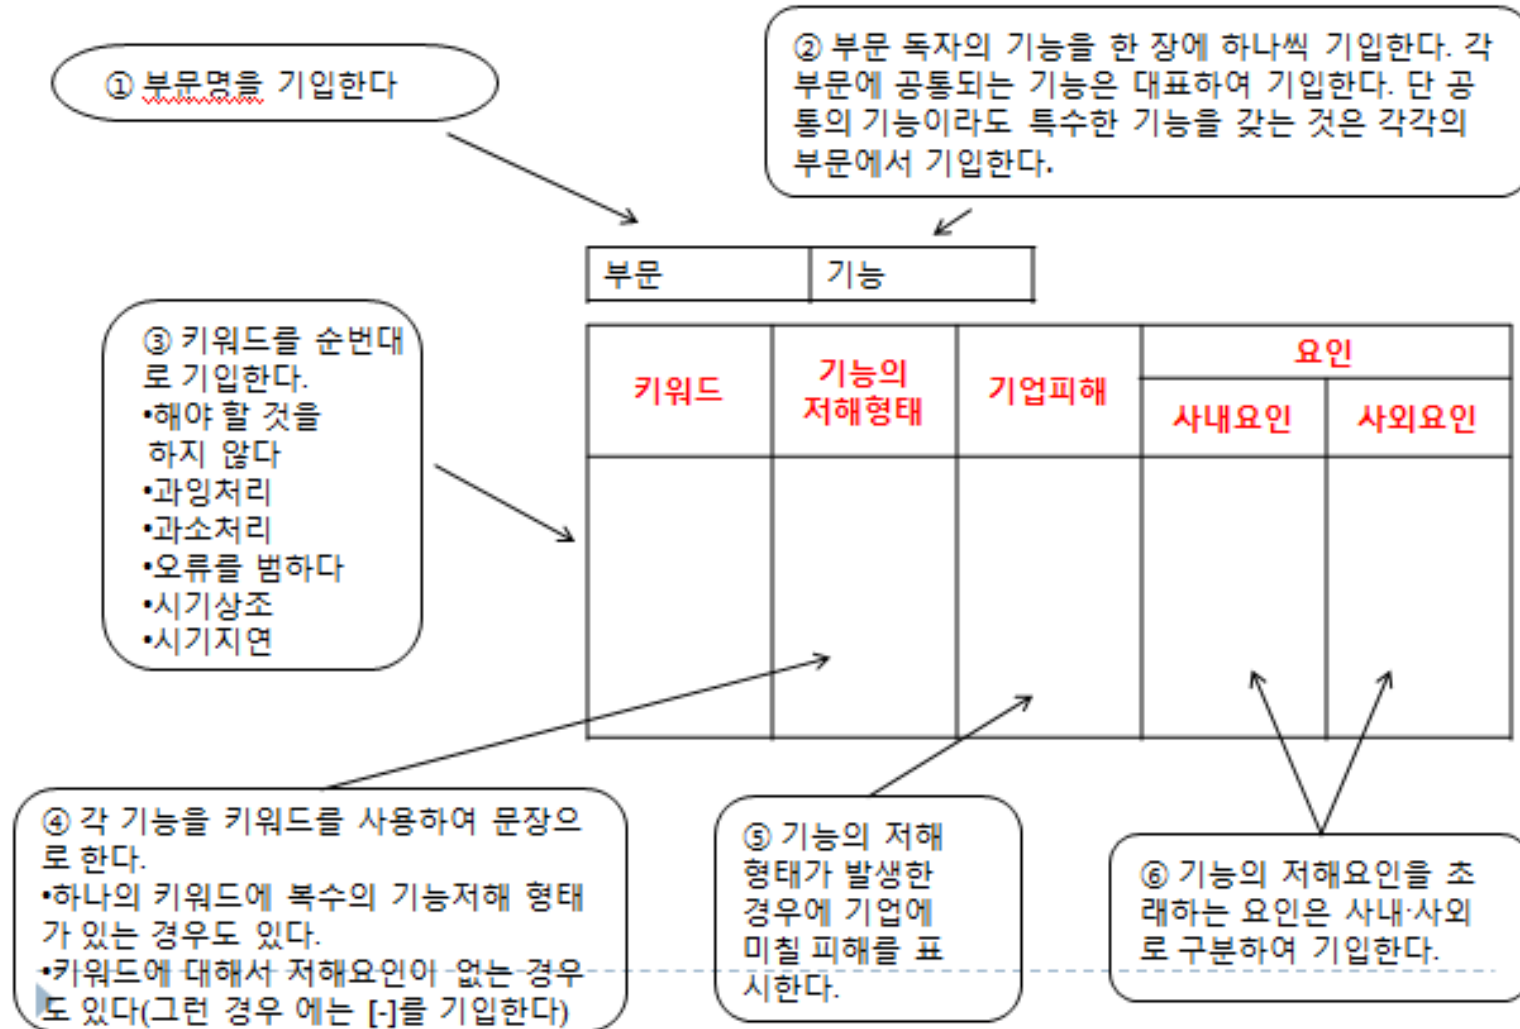 ① 부문명을 기입한다
② 부문 독자의 기능을 한 장에 하나씩 기입한다. 각
부문에 공통되는 기능은 대표하여 기입한다. 단 공
통의 기능이라도 특수한 기능을 갖는 것은 각각의
부문에서 기입한다.
부문 기능
③ 키워드를 순번대
로 기입한다.
•해야 할 것을
하지 않다
•과잉처리
•과소처리
•오류를 범하다
•시기상조
•시기지연
키워드
기능의
저해형태
기업피해
요인
사내요인 사외요인
④ 각 기능을 키워드를 사용하여 문장으
로 한다.
•하나의 키워드에 복수의 기능저해 형태
가 있는 경우도 있다.
•키워드에 대해서 저해요인이 없는 경우
도 있다(그런 경우 에는 [-]를 기입한다)
⑤ 기능의 저해
형태가 발생한
경우에 기업에
미칠 피해를 표
시한다.
⑥ 기능의 저해요인을 초
래하는 요인은 사내·사외
로 구분하여 기입한다.